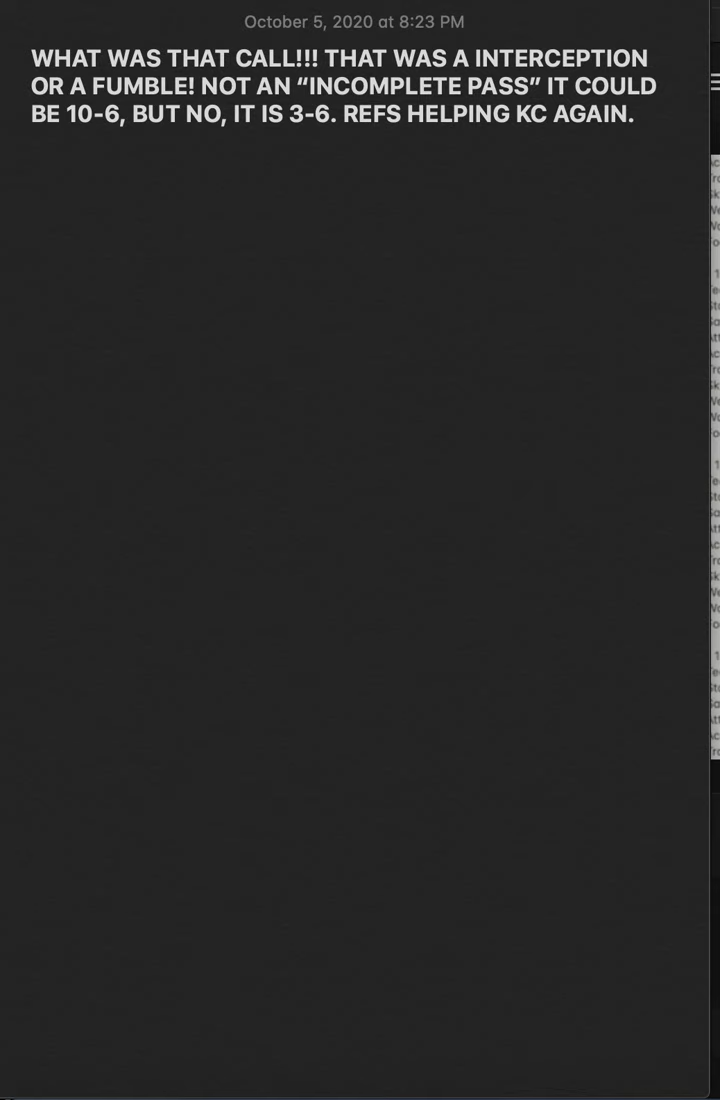 October 5, 2020 at 8:23 PM
WHAT WAS THAT CALL!!! THAT WAS A INTERCEPTION
OR A FUMBLE! NOT AN “INCOMPLETE PASS” IT COULD
BE 10-6, BUT NO, IT IS 3-6. REFS HELPING KC AGAIN.